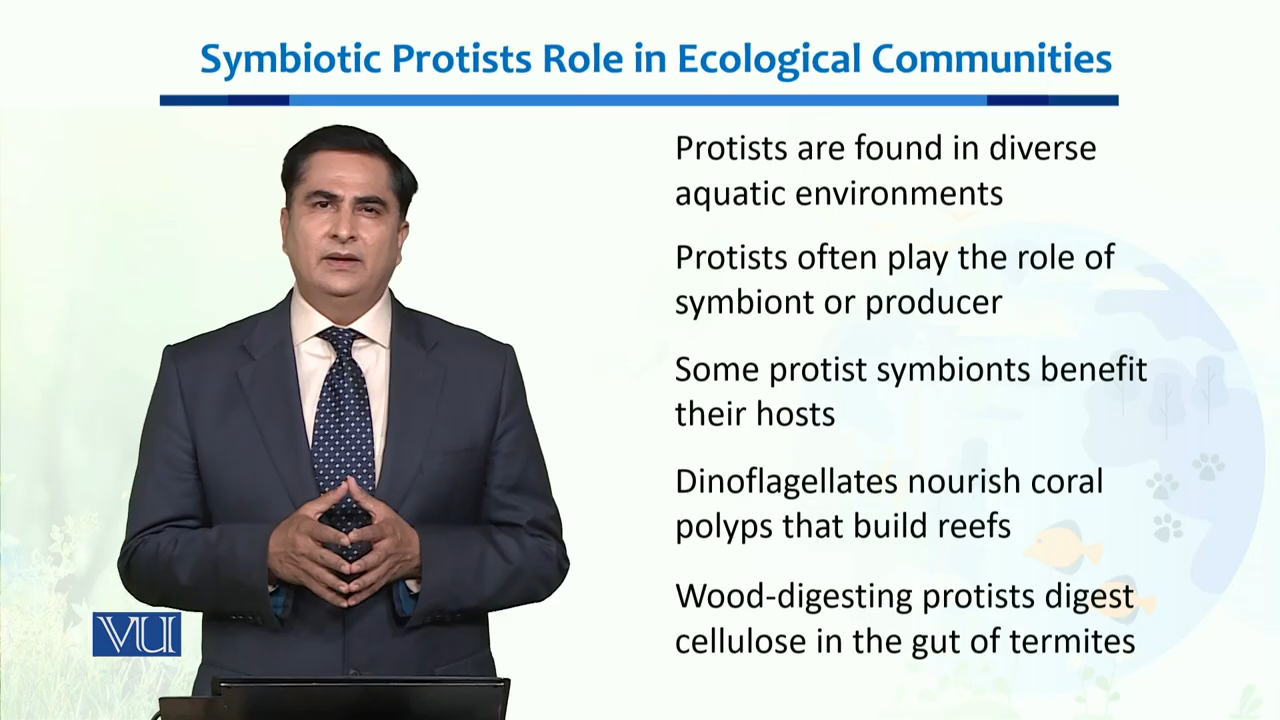 Symbiotic Protists Role in Ecological Communities
Protists are found in diverse
aquatic environments
Protists often play the role of
symbiont or producer
Some protist symbionts benefit
their hosts
Dinoflagellates nourish coral
polyps that build reefs
Wood-digesting protists digest
cellulose in the gut of termites
VU